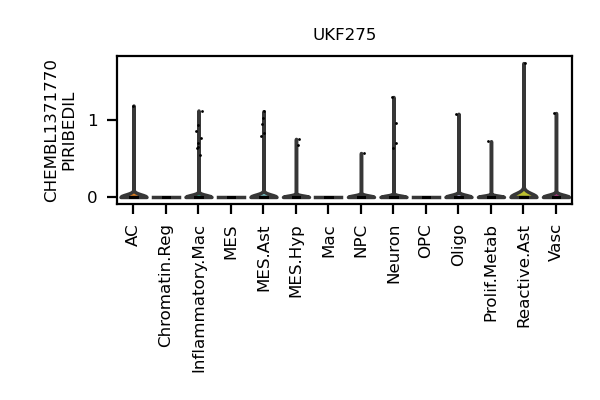 UKF275
CHEMBL1371770
PIRIBEDIL
1
0
AC
Chromatin.Reg
Inflammatory.Mac
MES
MES.Ast
MES.Hyp
Mac
NPC
Neuron
OPC
Oligo
Prolif.Metab
Reactive.Ast
Vasc